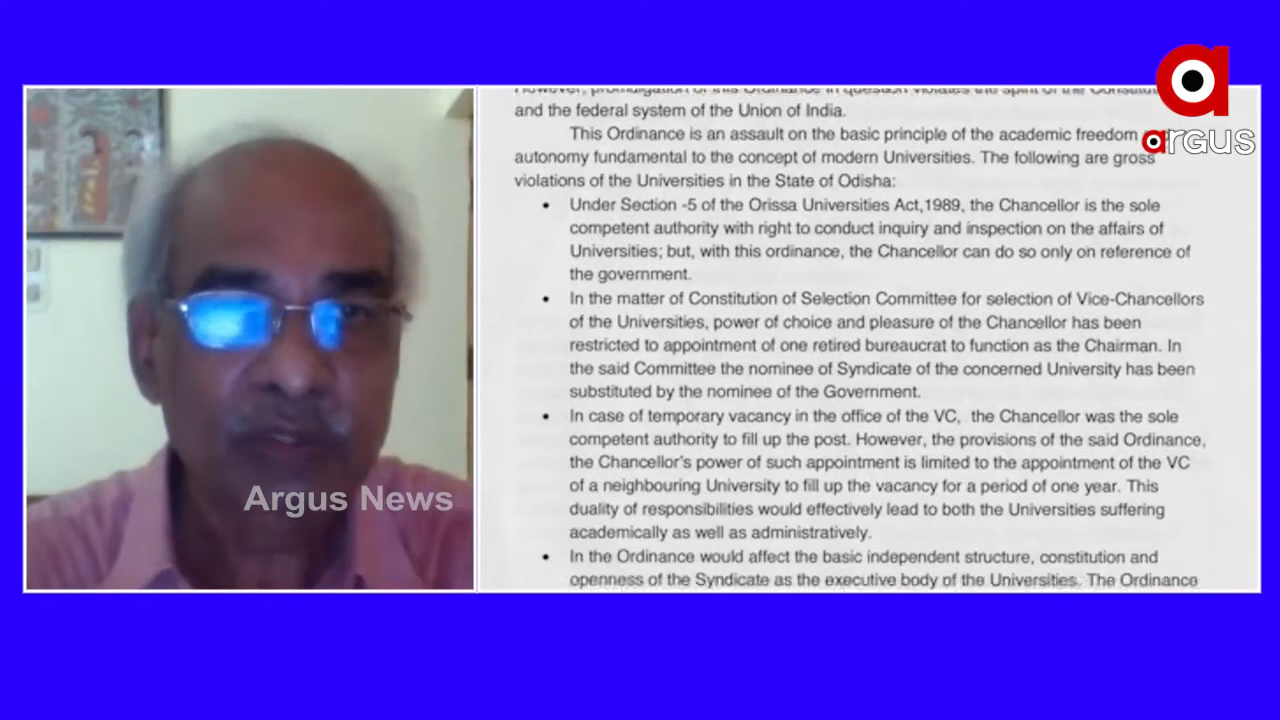 However, promulgation of this Ordinance in question violates the spirit of the
and the federal system of the Union of India.
This Ordinance is an assault on the basic principle of the academic freedom
autonomy fundamental to the concept of modern Universities. The following are gross
violations of the Universities in the State of Odisha:
• Under Section -5 of the Orissa Universities Act,1989, the Chancellor is the sole
competent authority with right to conduct inquiry and inspection on the affairs of
Universities; but, with this ordinance, the Chancellor can do so only on reference of
the government.
• In the matter of Constitution of Selection Committee for selection of Vice-Chancellors
of the Universities, power of choice and pleasure of the Chancellor has been
restricted to appointment of one retired bureaucrat to function as the Chairman. In
the said Committee the nominee of Syndicate of the concerned University has been
substituted by the nominee of the Government.
• In case of temporary vacancy in the office of the VC, the Chancellor was the sole
competent authority to fill up the post. However, the provisions of the said Ordinance,
the Chancellor's power of such appointment is limited to the appointment of the VC
of a neighbouring University to fill up the vacancy for a period of one year. This
duality of responsibilities would effectively lead to both the Universities suffering
academically as well as administratively.
• In the Ordinance would affect the basic independent structure, constitution and
openness of the Syndicate as the executive body of the Universities. The Ordinance
argus
Argus News